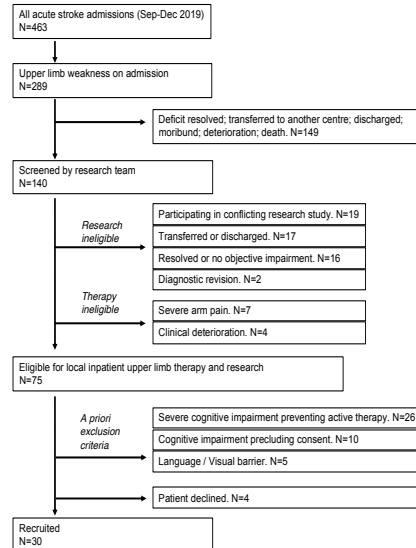 All acute stroke admissions (Sep-Dec 2019)
N=463
Upper limb weakness on admission
N=289
Deficit resolved; transferred to another centre; discharged;
moribund; deterioration; death. N=149
Screened by research team
N=140
Research
ineligible
Participating in conflicting research study. N=19
Transferred or discharged. N=17
Resolved or no objective impairment. N=16
Diagnostic revision. N=2
Therapy
ineligible
Severe arm pain. N=7
Clinical deterioration. N=4
Eligible for local inpatient upper limb therapy and research
N=75
A priori
exclusion
criteria
Severe cognitive impairment preventing active therapy. N=26
Cognitive impairment precluding consent. N=10
Language / Visual barrier. N=5
Patient declined. N=4
Recruited
N=30